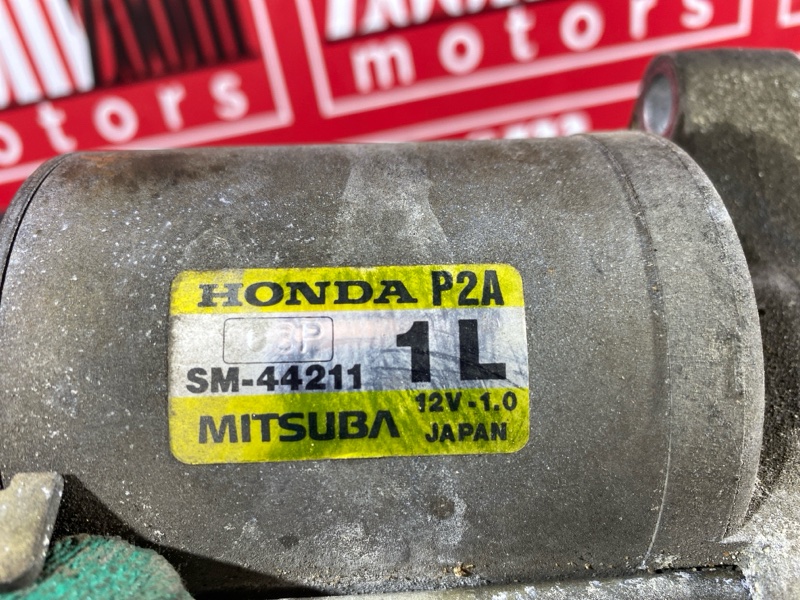 motors
motors
HONDA P2A
1L
SM-44211
12V-1.0
MITSUBA
JAPAN